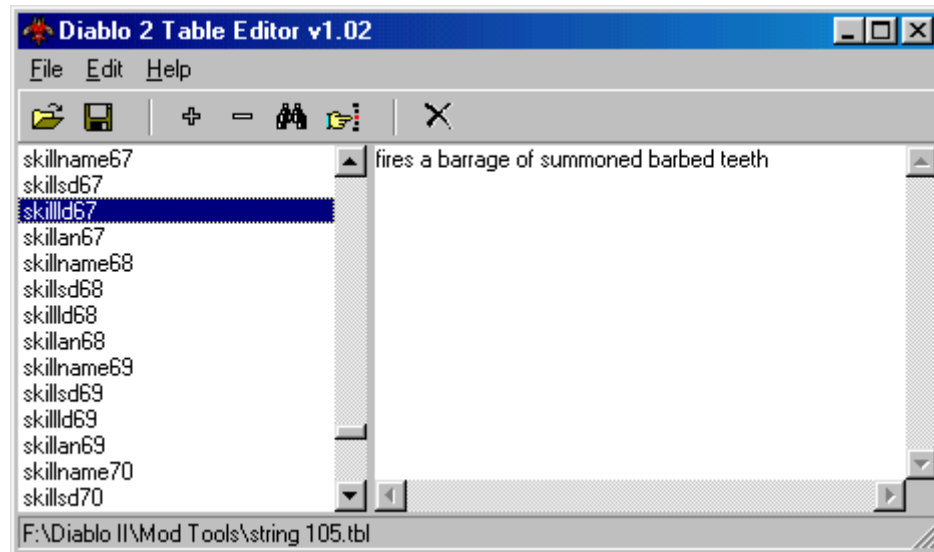 Diablo 2 Table Editor v1.02
File Edit Help
skillname67
skillsd67
skillld67
skillan67
skillname68
skillsd68
skillld68
skillan68
skillname69
skillsd69
skillld69
skillan69
skillname70
skillsd70
fires a barrage of summoned barbed teeth
F:\Diablo II\Mod Tools\string 105.tbl